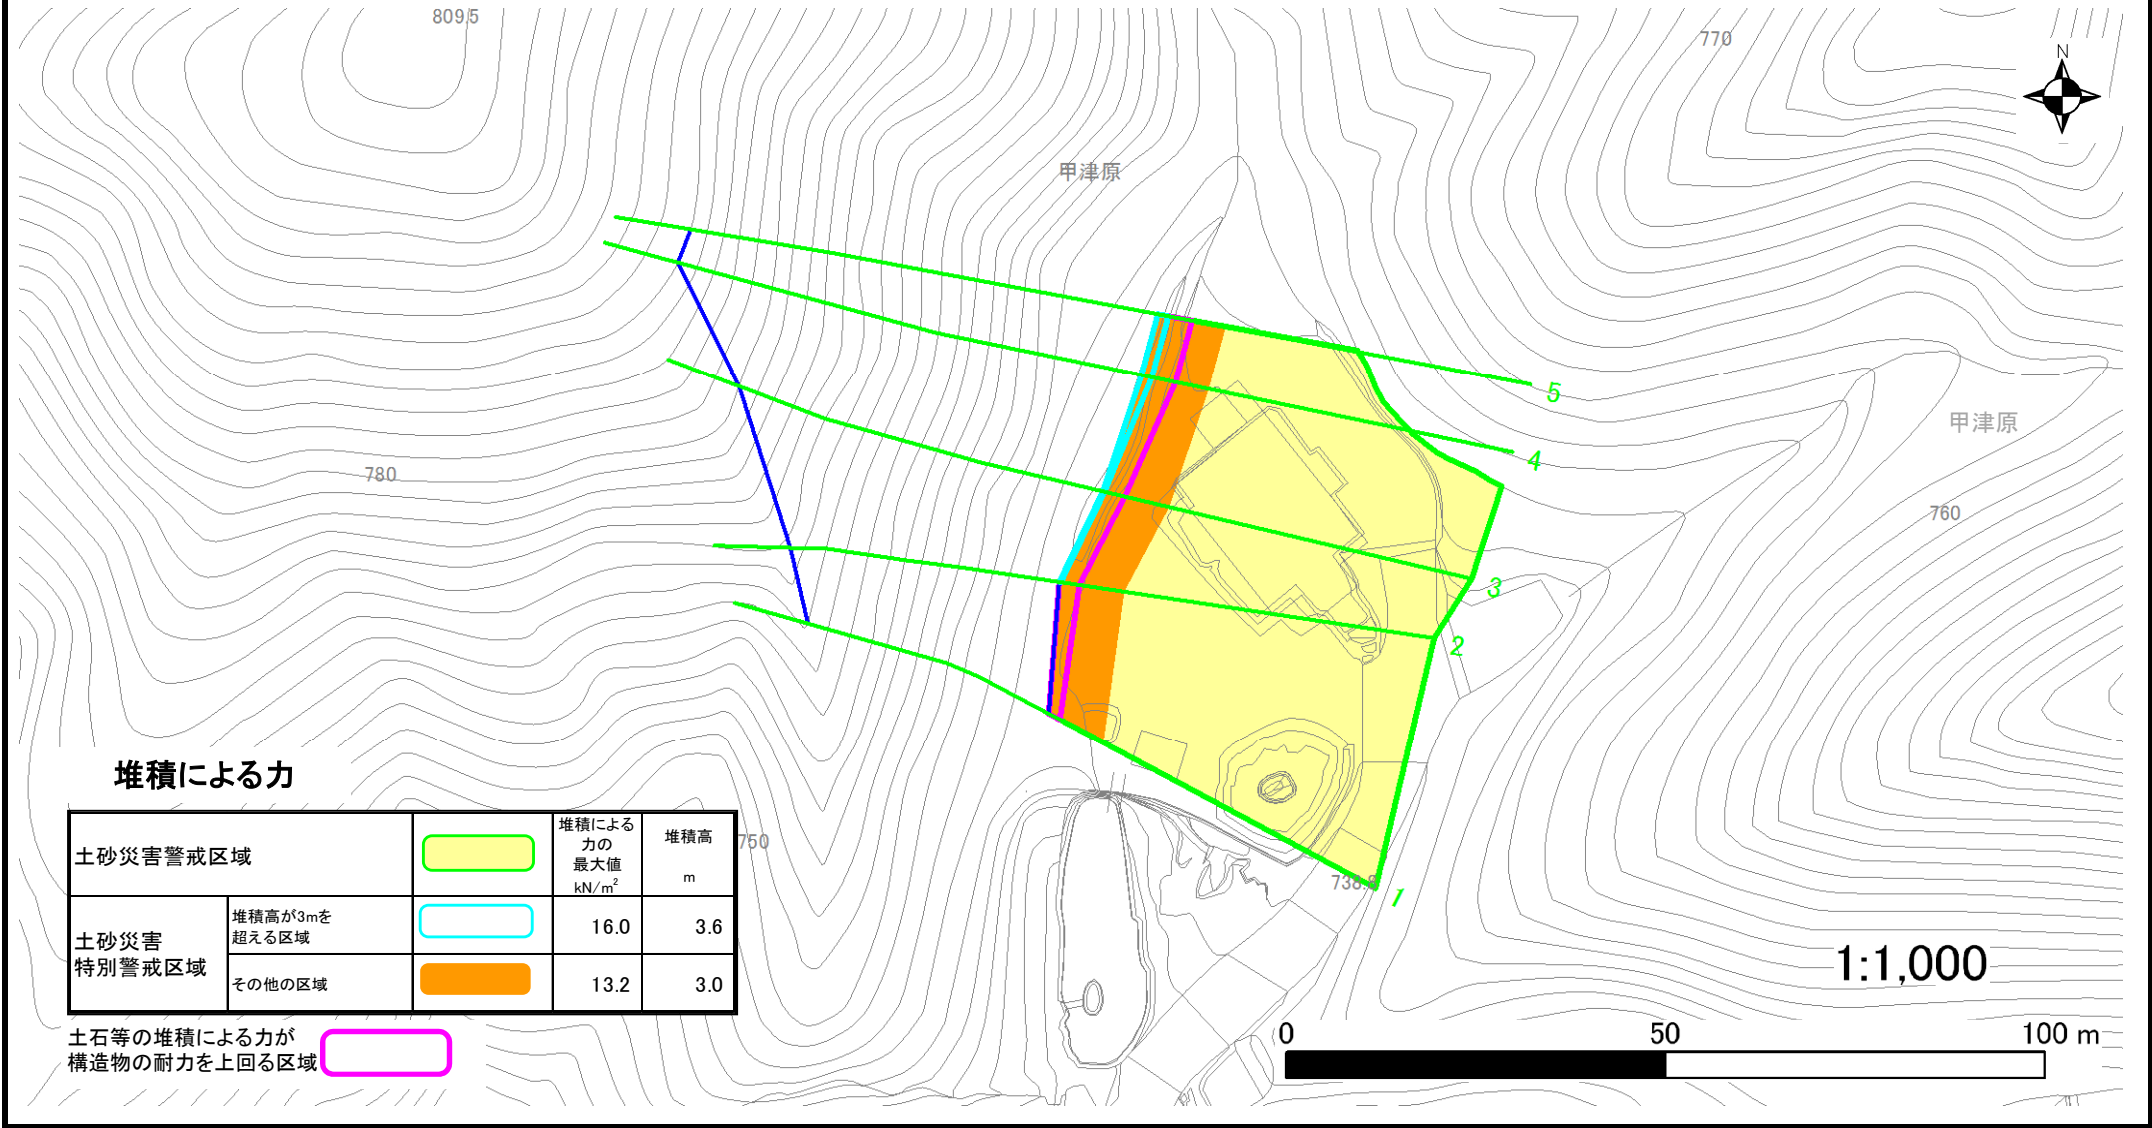 809.5
770
N
甲津原
5
甲津原
4
780
760
3
2
堆積による力
土砂災害警戒区域
堆積による
力の
最大値
kN/m²
堆積高
m
750
738.8
1
土砂災害
特別警戒区域
堆積高が3mを
超える区域
16.0
3.6
その他の区域
13.2
3.0
1:1,000
土石等の堆積による力が
構造物の耐力を上回る区域
0
50
100 m